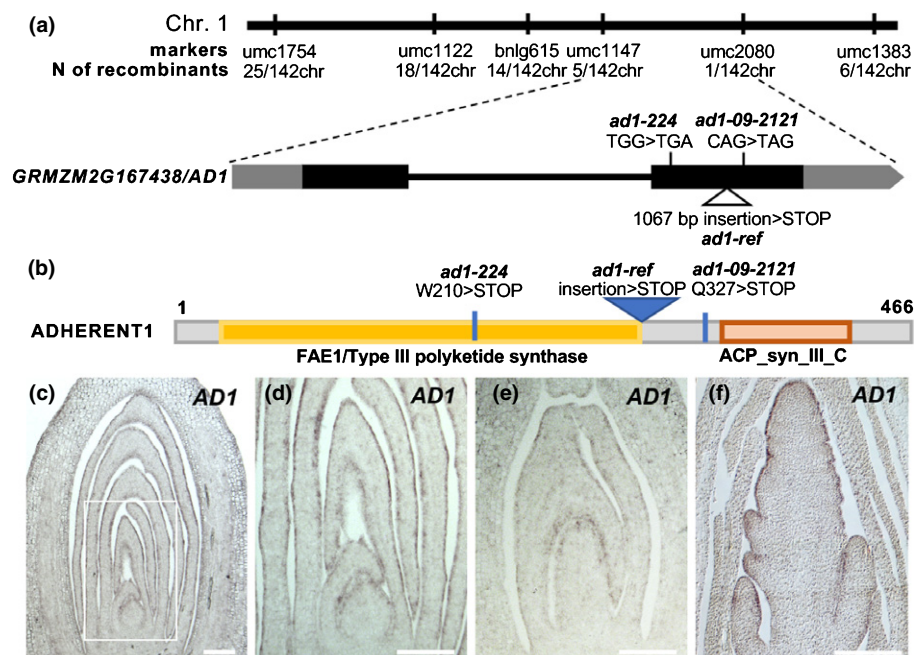 (a)
Chr. 1
markers umc1754 umc1122 bnlg615 umc1147 umc2080 umc1383
N of recombinants 25/142chr 18/142chr 14/142chr 5/142chr 1/142chr 6/142chr
ad1-224 ad1-09-2121
TGG>TGA CAG>TAG
GRMZM2G167438/AD1
1067 bp insertion>STOP
ad1-ref
(b)
ad1-224 ad1-ref ad1-09-2121
W210>STOP insertion>STOP Q327>STOP
1 466
ADHERENT1
FAE1/Type III polyketide synthase ACP_syn_III_C
(c) AD1 (d) AD1 (e) AD1 (f) AD1